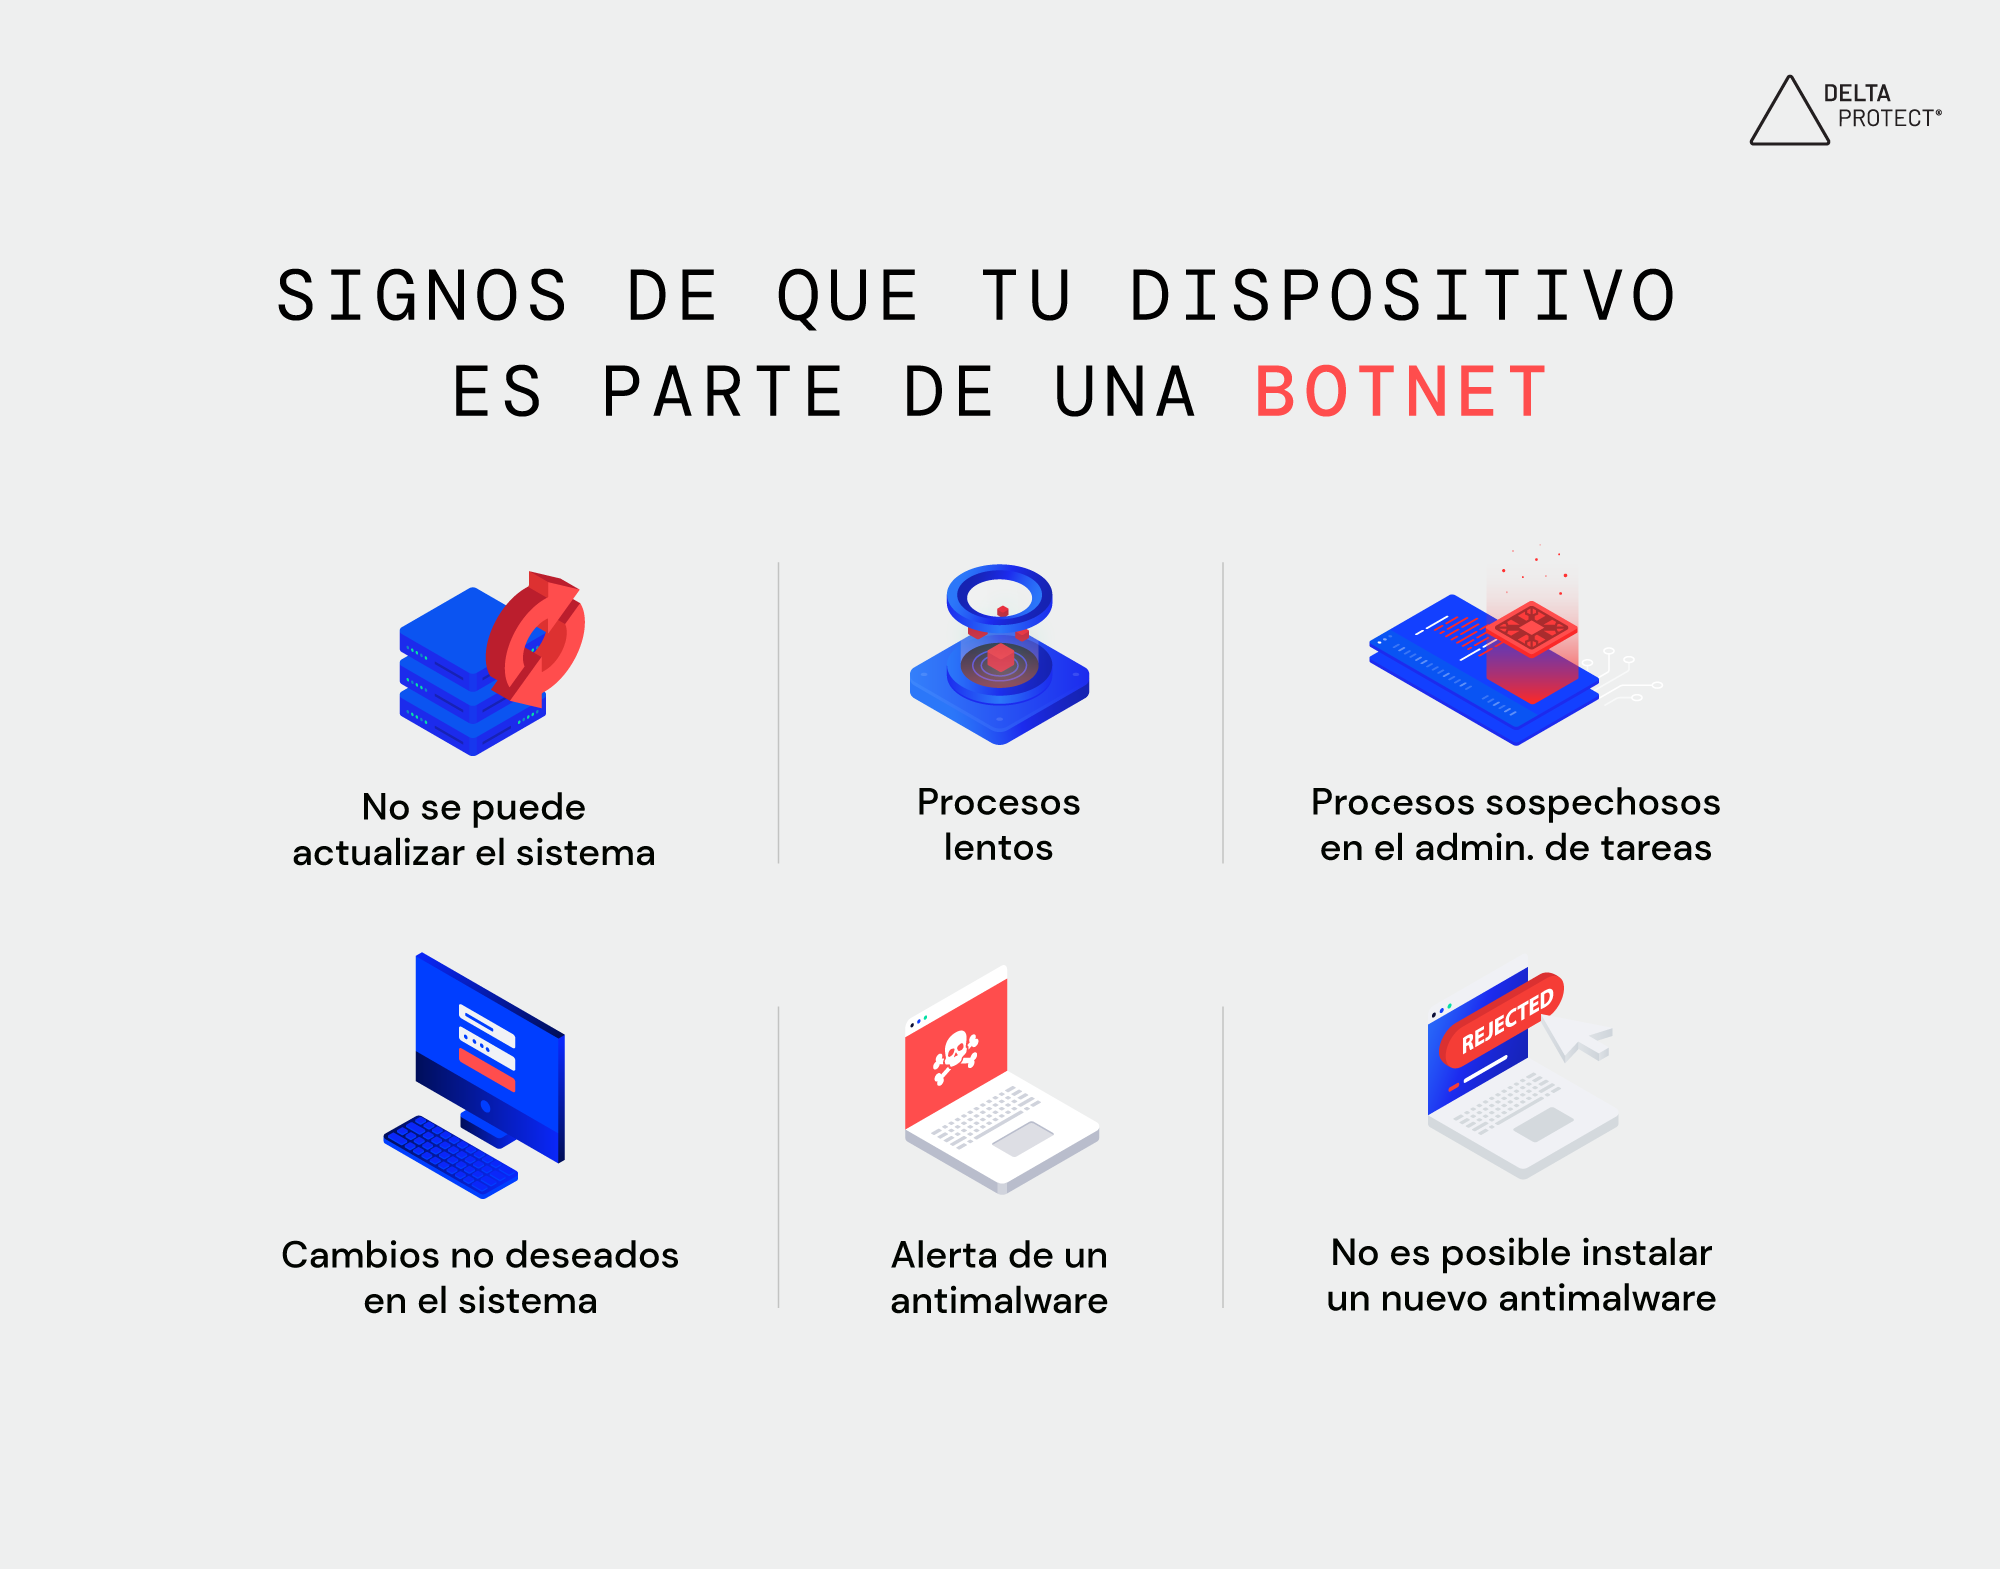 DELTA
PROTECT®
SIGNOS DE QUE TU DISPOSITIVO
ES PARTE DE UNA BOTNET
No se puede
actualizar el sistema
Procesos
lentos
Procesos sospechosos
en el admin. de tareas
Cambios no deseados
en el sistema
Alerta de un
antimalware
REJECTED
No es posible instalar
un nuevo antimalware